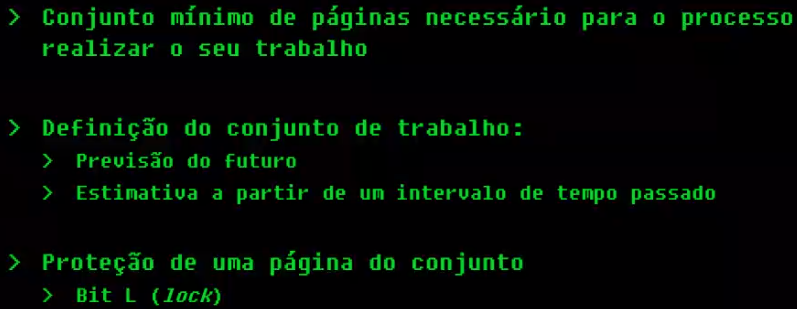 > Conjunto mínimo de páginas necessário para o processo
realizar o seu trabalho
> Definição do conjunto de trabalho:
> Previsão do futuro
> Estimativa a partir de um intervalo de tempo passado
> Proteção de uma página do conjunto
> Bit L (lock)